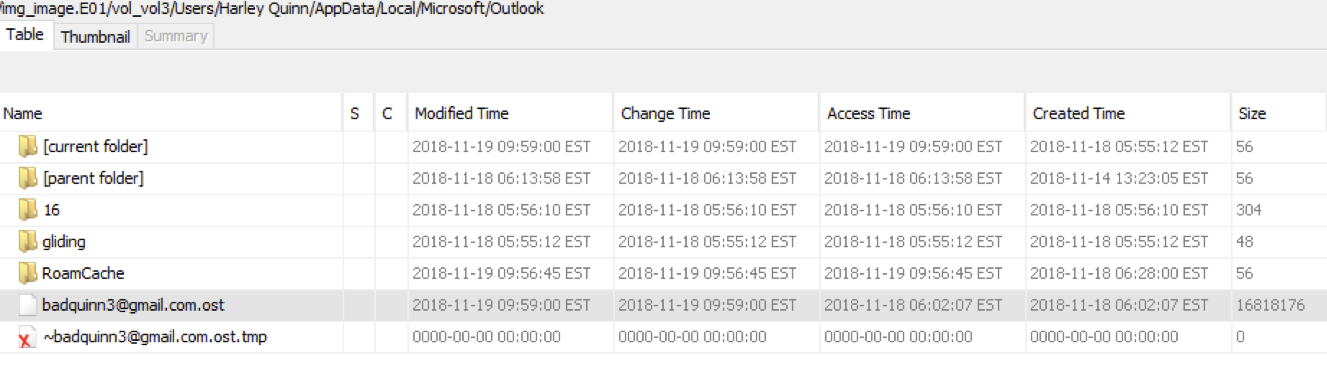 /img_image.E01/vol_vol3/Users/Harley Quinn/AppData/Local/Microsoft/Outlook
Table Thumbnail Summary
Name S C Modified Time Change Time Access Time Created Time Size
[current folder] 2018-11-19 09:59:00 EST 2018-11-19 09:59:00 EST 2018-11-19 09:59:00 EST 2018-11-18 05:55:12 EST 56
[parent folder] 2018-11-18 06:13:58 EST 2018-11-18 06:13:58 EST 2018-11-18 06:13:58 EST 2018-11-14 13:23:05 EST 56
16 2018-11-18 05:56:10 EST 2018-11-18 05:56:10 EST 2018-11-18 05:56:10 EST 2018-11-18 05:56:10 EST 304
gliding 2018-11-18 05:55:12 EST 2018-11-18 05:55:12 EST 2018-11-18 05:55:12 EST 2018-11-18 05:55:12 EST 48
RoamCache 2018-11-19 09:56:45 EST 2018-11-19 09:56:45 EST 2018-11-19 09:56:45 EST 2018-11-18 06:28:00 EST 56
badquinn3@gmail.com.ost 2018-11-19 09:59:00 EST 2018-11-19 09:59:00 EST 2018-11-18 06:02:07 EST 2018-11-18 06:02:07 EST 16818176
~badquinn3@gmail.com.ost.tmp 0000-00-00 00:00:00 0000-00-00 00:00:00 0000-00-00 00:00:00 0000-00-00 00:00:00 0